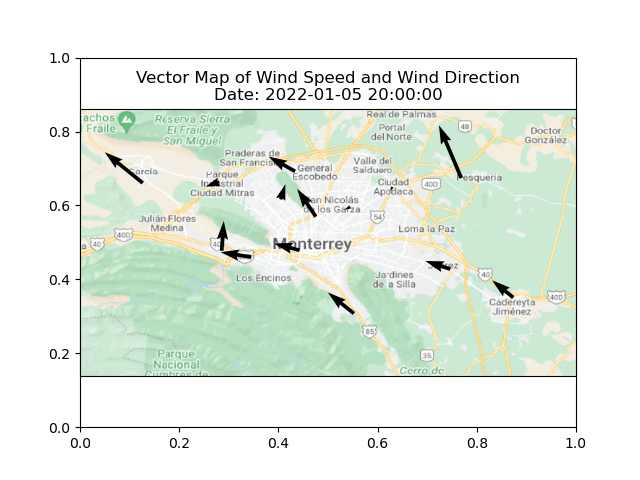 1.0
Vector Map of Wind Speed and Wind Direction
Date: 2022-01-05 20:00:00
achos
Fraile
Reserva Sierra
El Fraile y
San Miguel
Real de Palmas
48
Portal
del Norte
Doctor
González
0.8
Praderas de
San Francisco
General
Escobedo
Valle del
Salduero
García
Parque
Industrial
Ciudad Mitras
Ciudad
Apodaca
40D
Pesquería
San Nicolás
de los Garza
0.6
54
Julián Flores
Medina
Loma la Paz
40
40D
Monterrey
0.4
Los Encinos
Jardines
de la Silla
Juárez
40
Cadereyta
Jiménez
40D
85
0.2
Parque
Nacional
Cumbres de
35
Cerro de
0.0
0.0 0.2 0.4 0.6 0.8 1.0